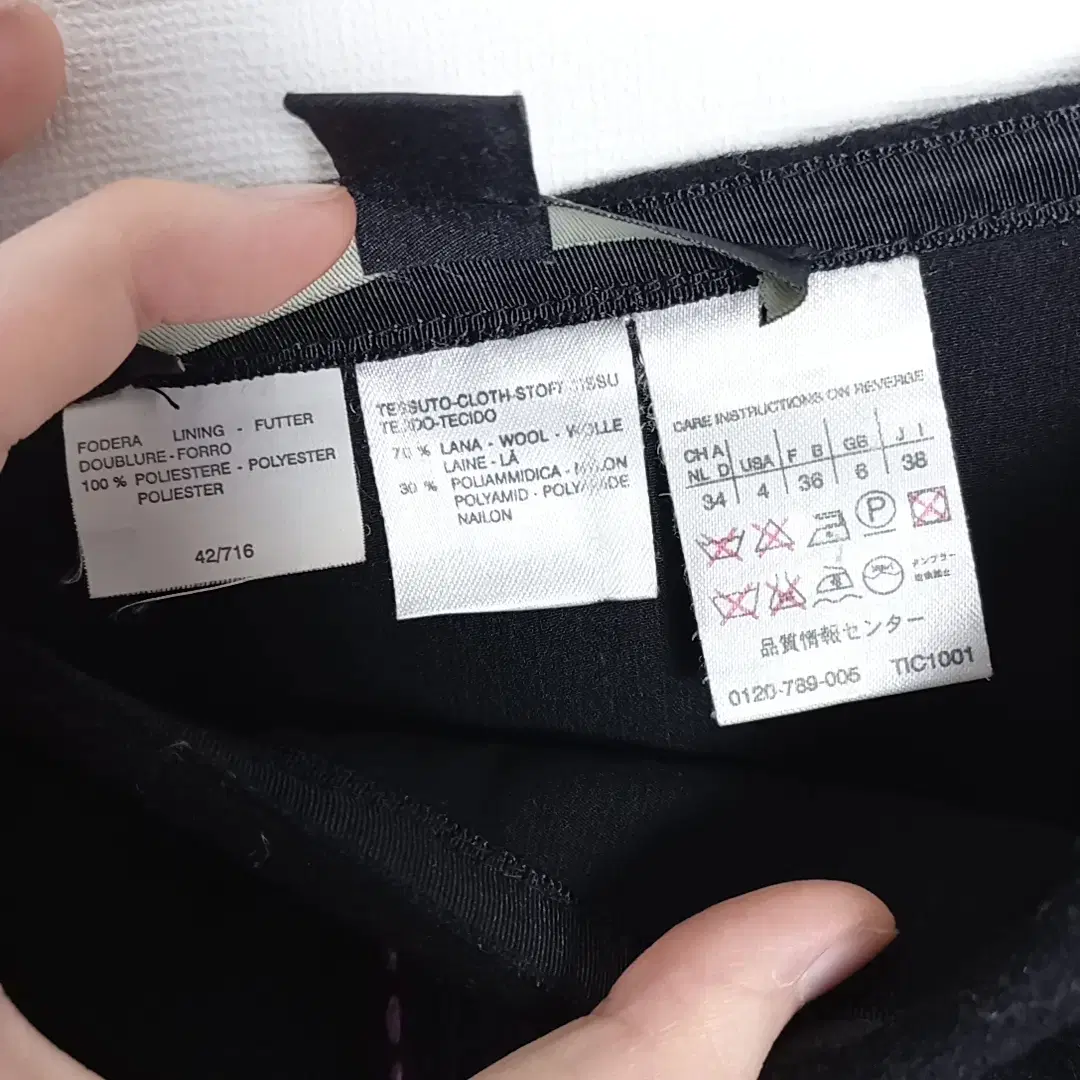 FODERA LINING - FUTTER
DOUBLURE - FORRO
100 % POLIESTERE - POLYESTER
POLIESTER
42/716
TESSUTO-CLOTH-STOFF TISSU
TEJIDO-TECIDO
70 % LANA - WOOL - WOLLE
LAINE - LÃ
30 % POLIAMMIDICA - NYLON
POLYAMID - POLYAMIDE
NAILON
CARE INSTRUCTIONS ON REVERSE
CH A
NL D USA F B GB J I
34 4 36 6 38
P
タンブラー
乾燥禁止
品質情報センター
0120-789-005 TIC1001